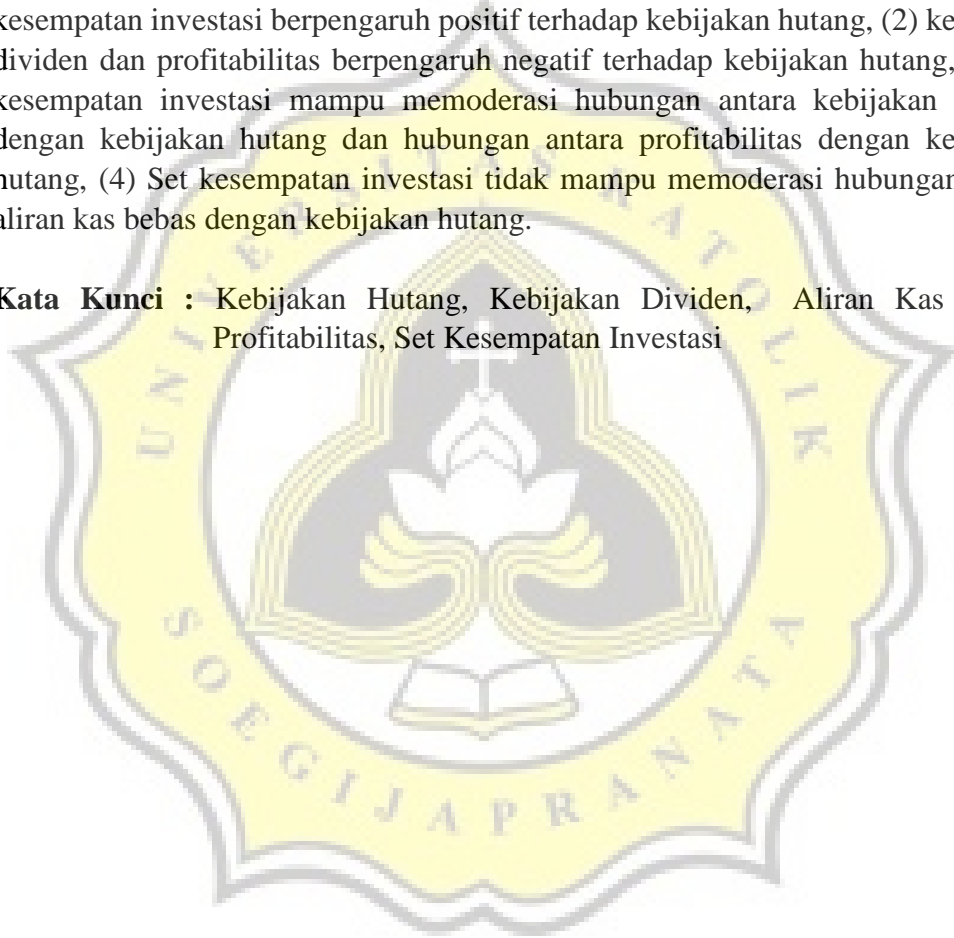 kesempatan investasi berpengaruh positif terhadap kebijakan hutang, (2) ke
dividen dan profitabilitas berpengaruh negatif terhadap kebijakan hutang,
kesempatan investasi mampu memoderasi hubungan antara kebijakan
dengan kebijakan hutang dan hubungan antara profitabilitas dengan ke
hutang, (4) Set kesempatan investasi tidak mampu memoderasi hubungan
aliran kas bebas dengan kebijakan hutang.
Kata Kunci : Kebijakan Hutang, Kebijakan Dividen, Aliran Kas
Profitabilitas, Set Kesempatan Investasi
UNIVERSITAS KATOLIK
SOEGIJAPRANATA